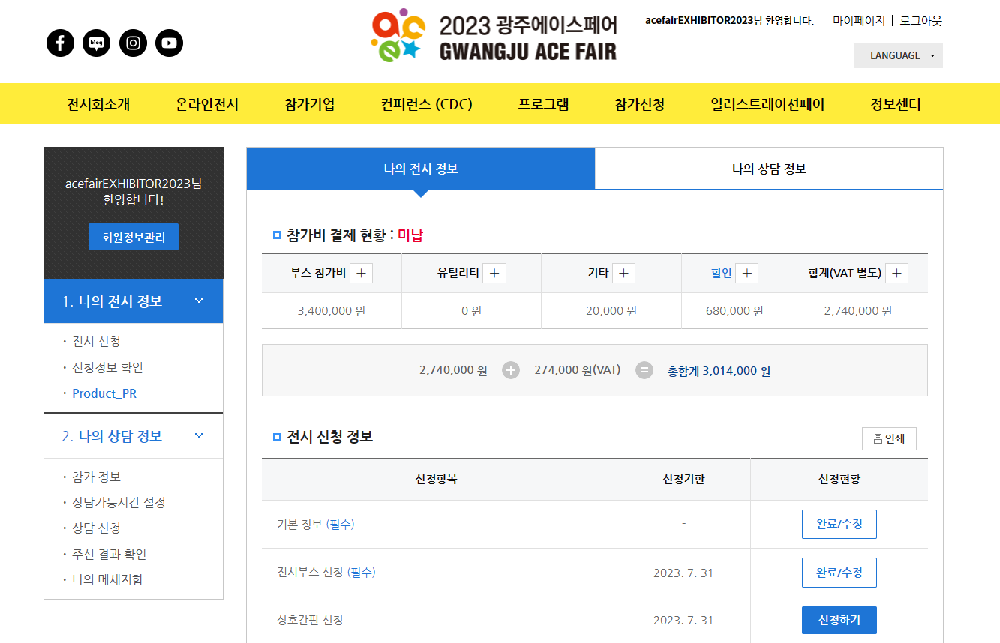 blog
2023 광주에이스페어
GWANGJU ACE FAIR
acefairEXHIBITOR2023님 환영합니다.
마이페이지 | 로그아웃
LANGUAGE
전시회소개 온라인전시 참가기업 컨퍼런스 (CDC) 프로그램 참가신청 일러스트레이션페어 정보센터
acefairEXHIBITOR2023님
환영합니다!
회원정보관리
1. 나의 전시 정보
· 전시 신청
· 신청정보 확인
· Product_PR
2. 나의 상담 정보
· 참가 정보
· 상담가능시간 설정
· 상담 신청
· 주선 결과 확인
· 나의 메세지함
나의 전시 정보 나의 상담 정보
참가비 결제 현황 : 미납
부스 참가비 + 유틸리티 + 기타 + 할인 + 합계(VAT 별도) +
3,400,000 원 0 원 20,000 원 680,000 원 2,740,000 원
2,740,000 원 + 274,000 원(VAT) = 총합계 3,014,000 원
전시 신청 정보
인쇄
신청항목 신청기한 신청현황
기본 정보 (필수) - 완료/수정
전시부스 신청 (필수) 2023. 7. 31 완료/수정
상호간판 신청 2023. 7. 31 신청하기